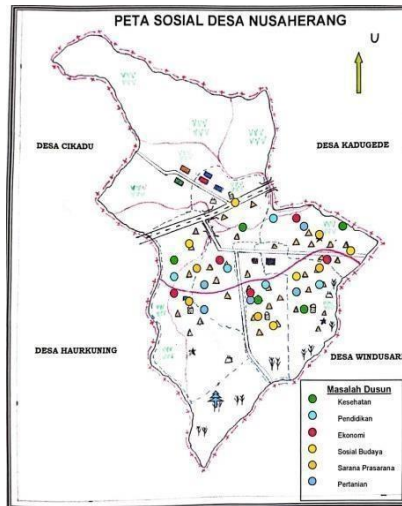 PETA SOSIAL DESA NUSAHERANG
U
DESA CIKADU
DESA KADUGEDE
DESA HAURKUNING
DESA WINDUSARI
Masalah Dusun
Kesehatan
Pendidikan
Ekonomi
Sosial Budaya
Sarana Prasarana
Pertanian